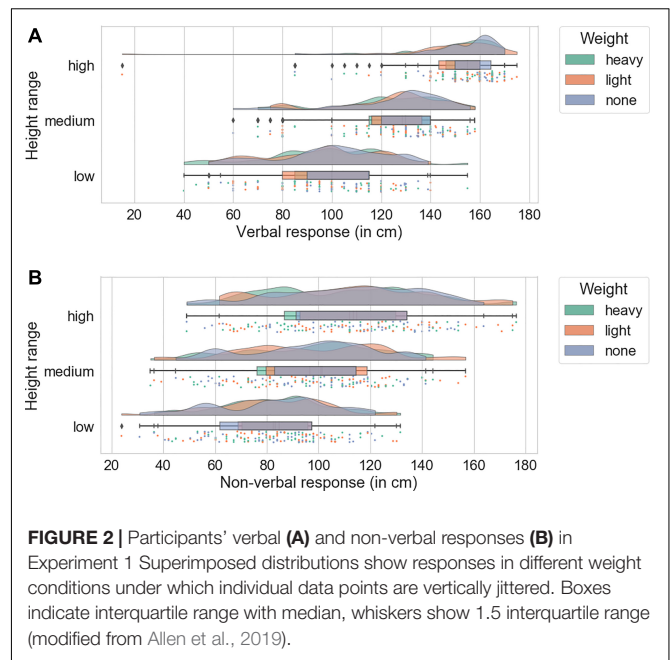 A
Weight
heavy
light
none
Height range
high
medium
low
20 40 60 80 100 120 140 160 180
Verbal response (in cm)
B
Weight
heavy
light
none
Height range
high
medium
low
20 40 60 80 100 120 140 160 180
Non-verbal response (in cm)
FIGURE 2 | Participants’ verbal (A) and non-verbal responses (B) in
Experiment 1 Superimposed distributions show responses in different weight
conditions under which individual data points are vertically jittered. Boxes
indicate interquartile range with median, whiskers show 1.5 interquartile range
(modified from Allen et al., 2019).